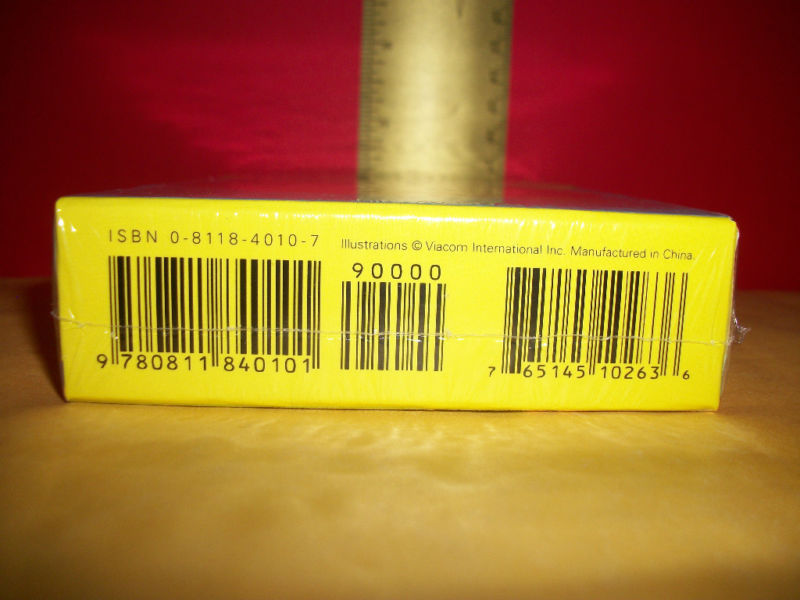 ISBN 0-8118-4010-7
Illustrations © Viacom International Inc. Manufactured in China.
90000
9 780811 840101
7 65145 10263 6